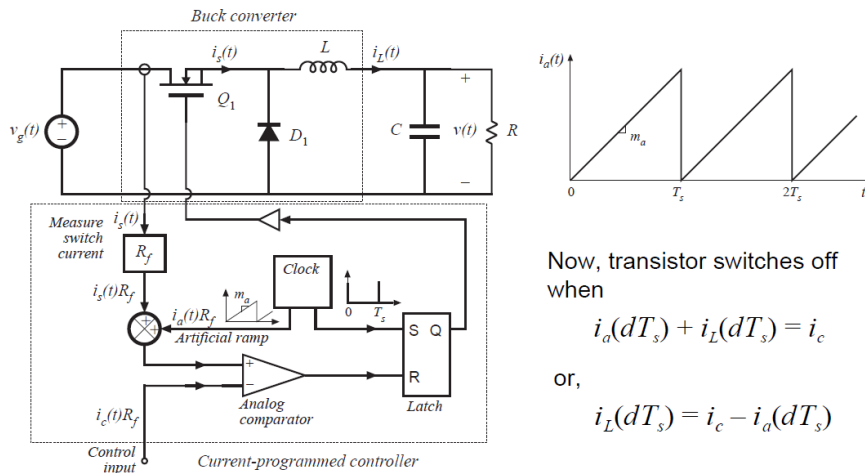 Buck converter
i_s(t)
L
i_L(t)
Q_1
v_g(t)
+
−
D_1
C
+
v(t)
−
R
Measure
switch
current
i_s(t)
R_f
i_s(t)R_f
+
+
i_a(t)R_f
Artificial ramp
m_a
Clock
0
T_s
S Q
R
Latch
+
−
Analog
comparator
i_c(t)R_f
Control
input
Current-programmed controller
i_a(t)
m_a
0
T_s
2T_s
t
Now, transistor switches off
when
i_a(dT_s) + i_L(dT_s) = i_c
or,
i_L(dT_s) = i_c − i_a(dT_s)